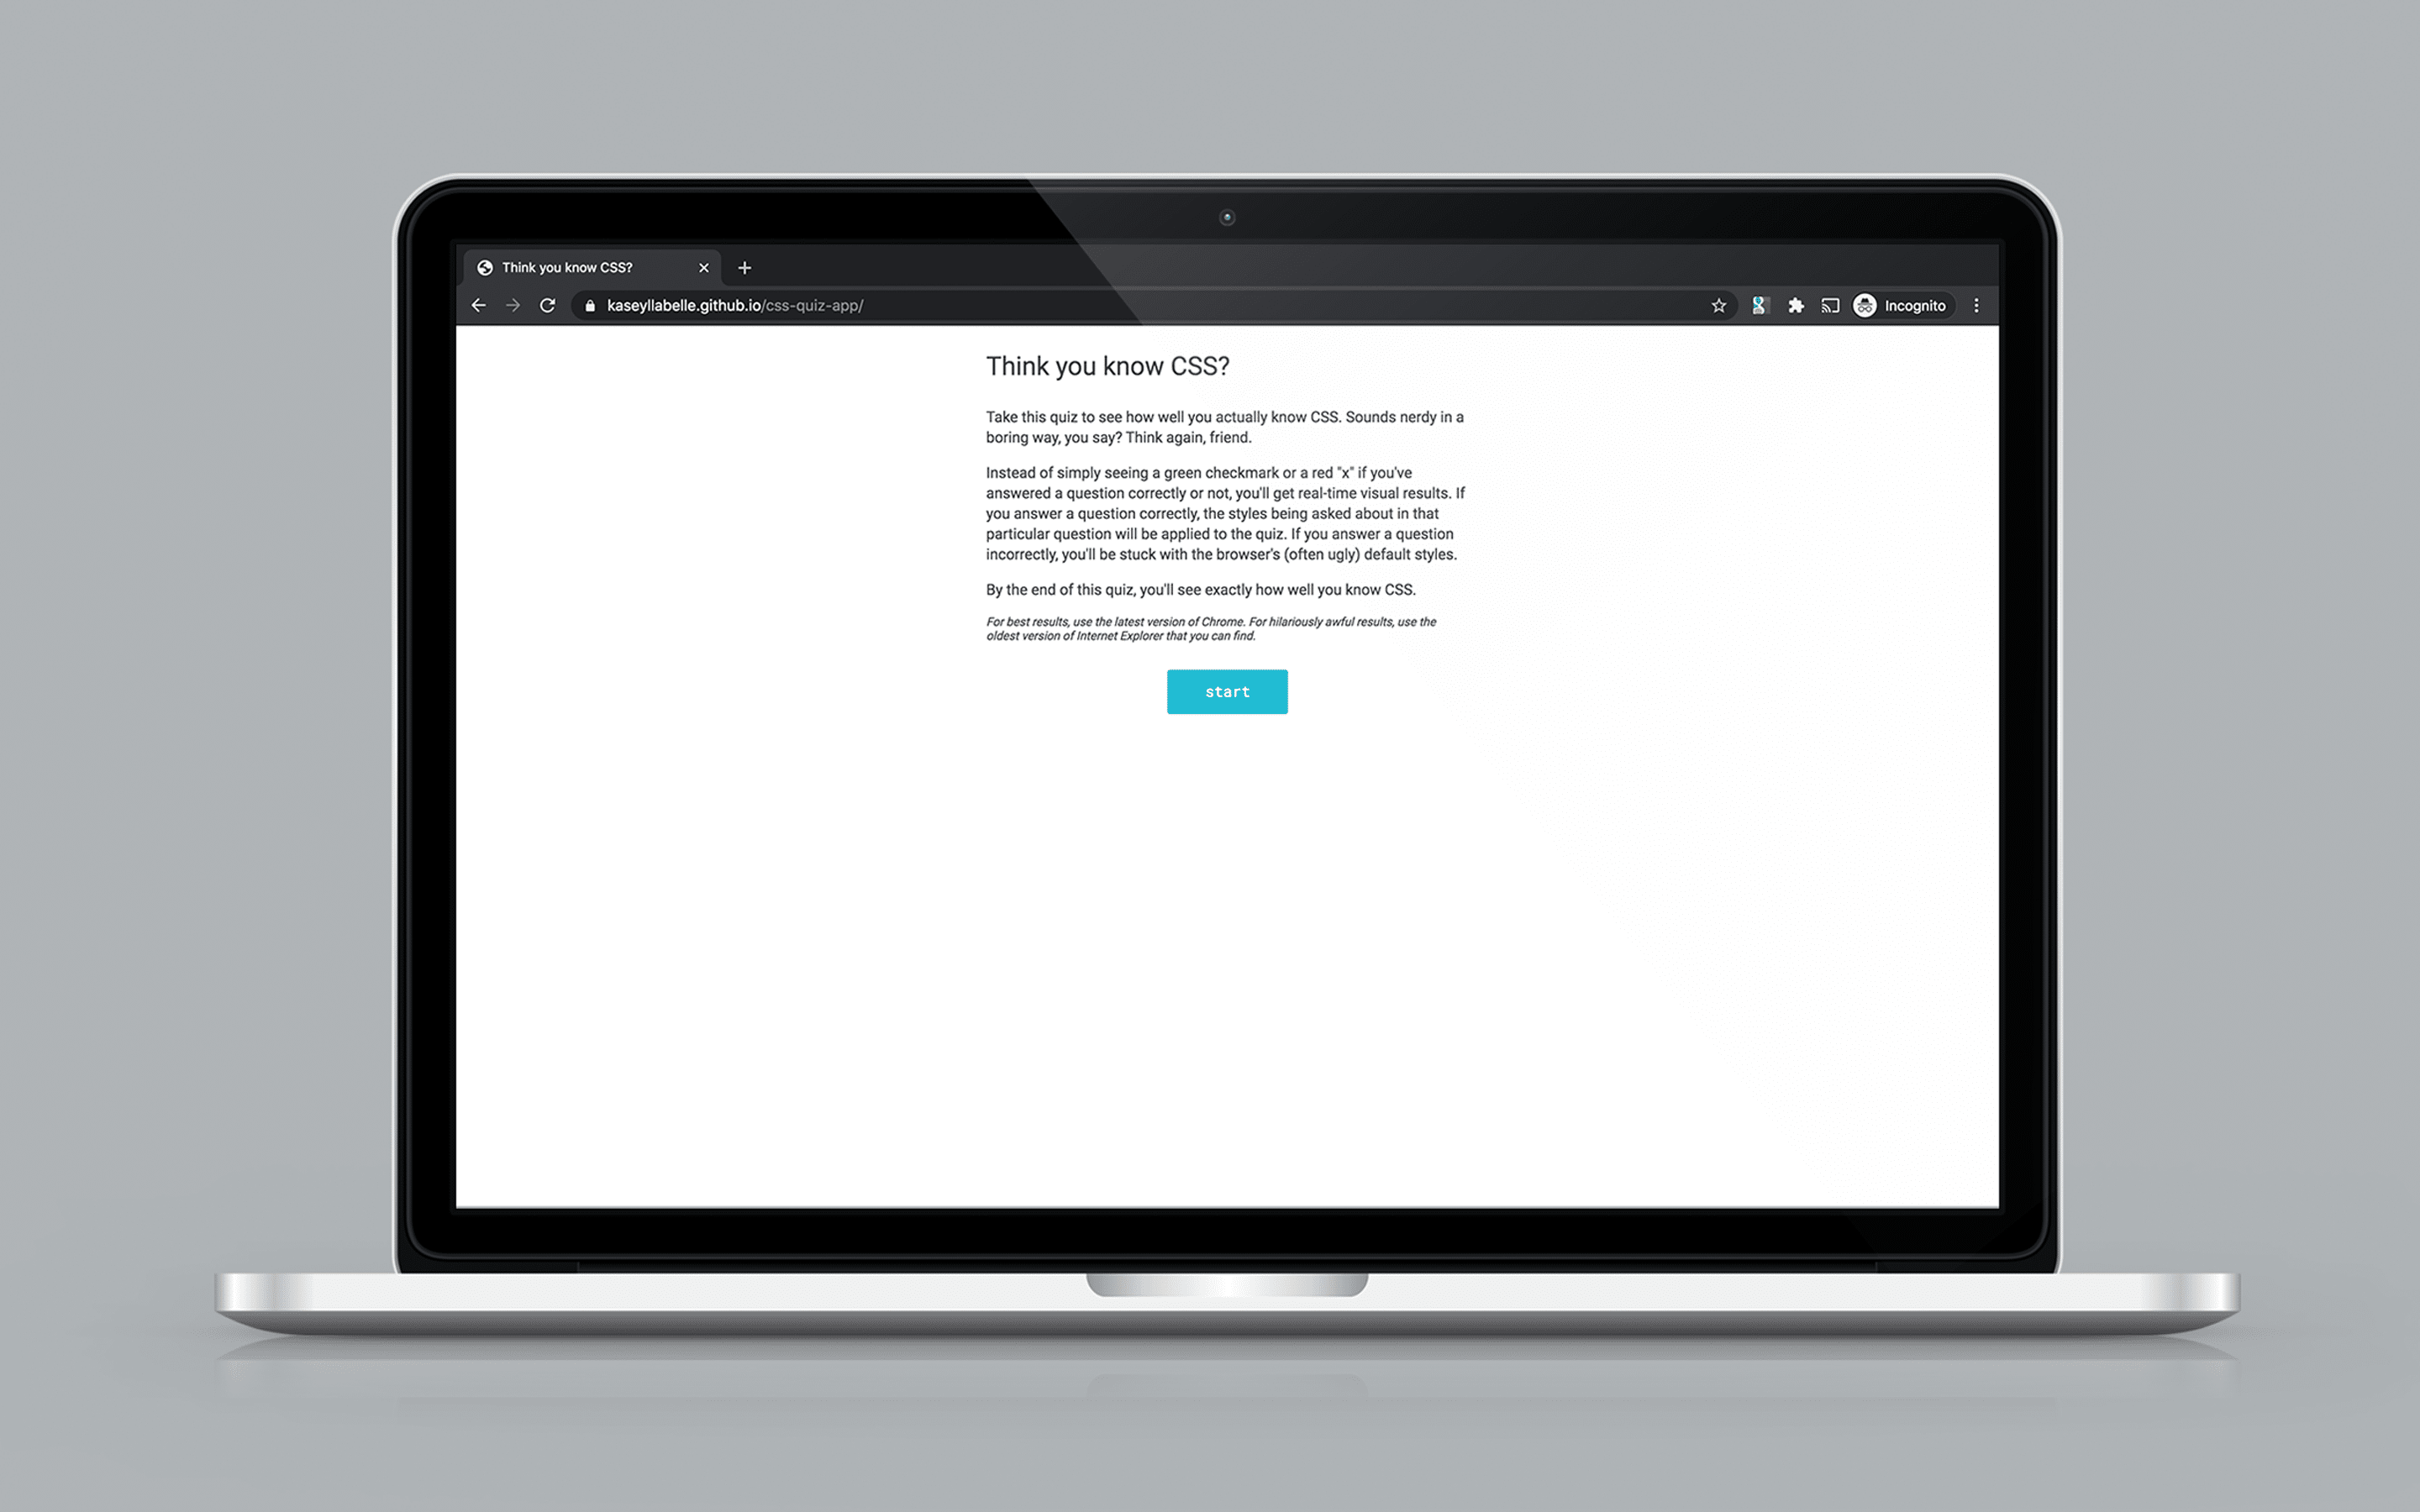 Think you know CSS?
kaseyllabelle.github.io/css-quiz-app/
Incognito
Think you know CSS?
Take this quiz to see how well you actually know CSS. Sounds nerdy in a
boring way, you say? Think again, friend.
Instead of simply seeing a green checkmark or a red "x" if you've
answered a question correctly or not, you'll get real-time visual results. If
you answer a question correctly, the styles being asked about in that
particular question will be applied to the quiz. If you answer a question
incorrectly, you'll be stuck with the browser's (often ugly) default styles.
By the end of this quiz, you'll see exactly how well you know CSS.
For best results, use the latest version of Chrome. For hilariously awful results, use the
oldest version of Internet Explorer that you can find.
start